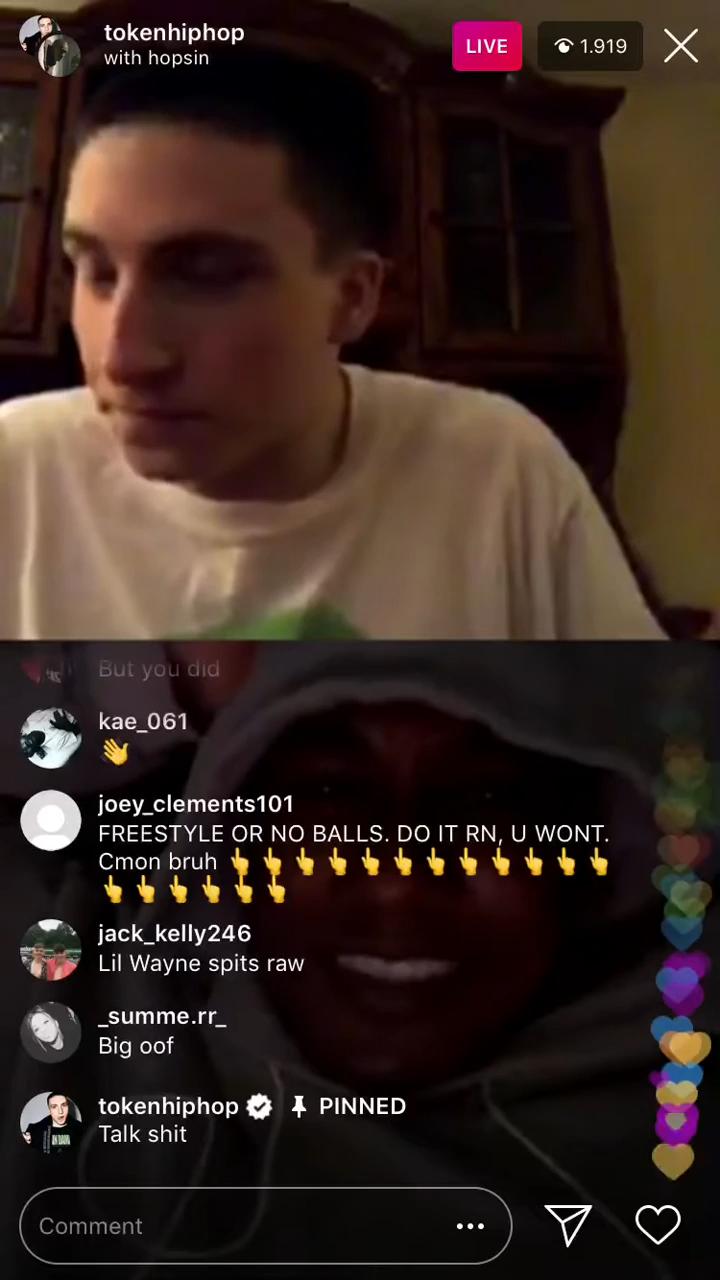 tokenhiphop
with hopsin
LIVE
1.919
But you did
kae_061
👋
joey_clements101
FREESTYLE OR NO BALLS. DO IT RN, U WONT.
Cmon bruh 👆👆👆👆👆👆👆👆👆👆👆👆
👆👆👆👆👆👆
jack_kelly246
Lil Wayne spits raw
_summe.rr_
Big oof
tokenhiphop PINNED
Talk shit
Comment